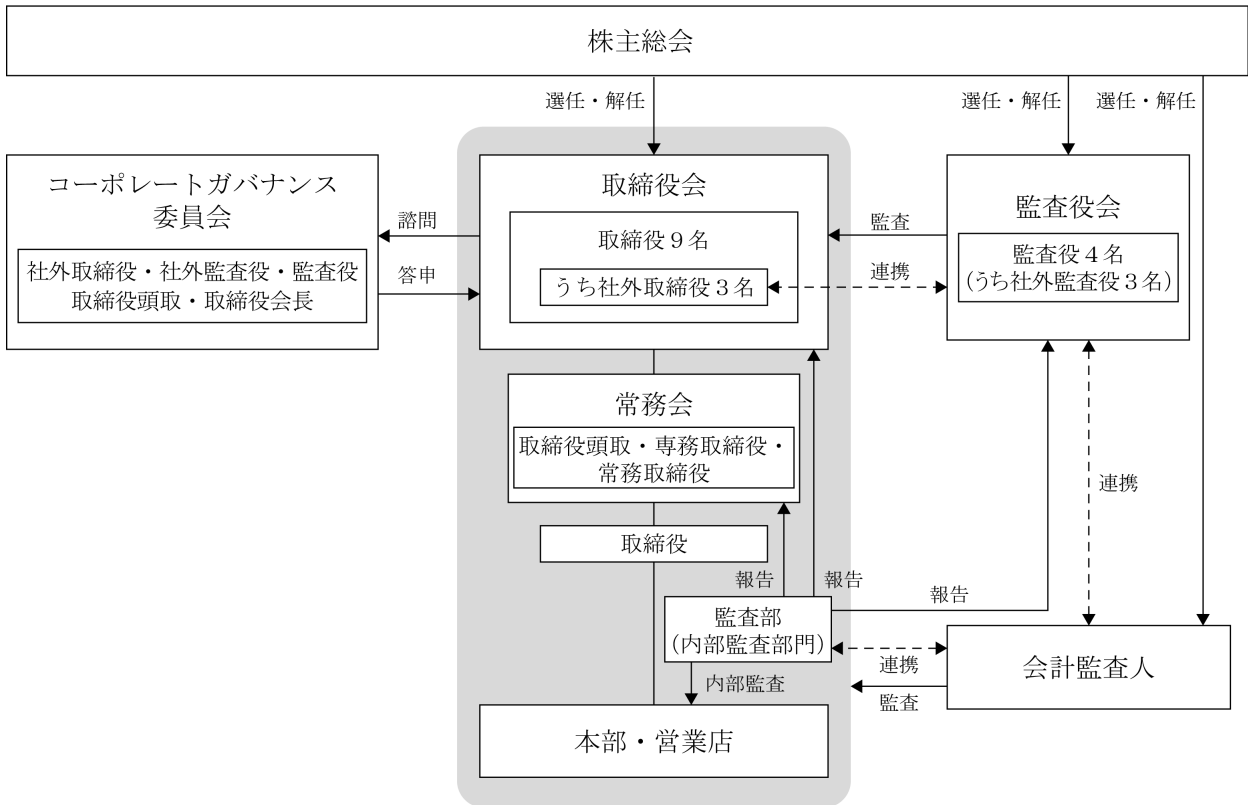 株主総会
選任・解任
選任・解任
選任・解任
コーポレートガバナンス
委員会
社外取締役・社外監査役・監査役
取締役頭取・取締役会長
諮問
答申
取締役会
取締役9名
うち社外取締役3名
監査
連携
監査役会
監査役4名
(うち社外監査役3名)
常務会
取締役頭取・専務取締役・
常務取締役
取締役
報告
報告
報告
連携
監査部
(内部監査部門)
連携
監査
会計監査人
内部監査
本部・営業店